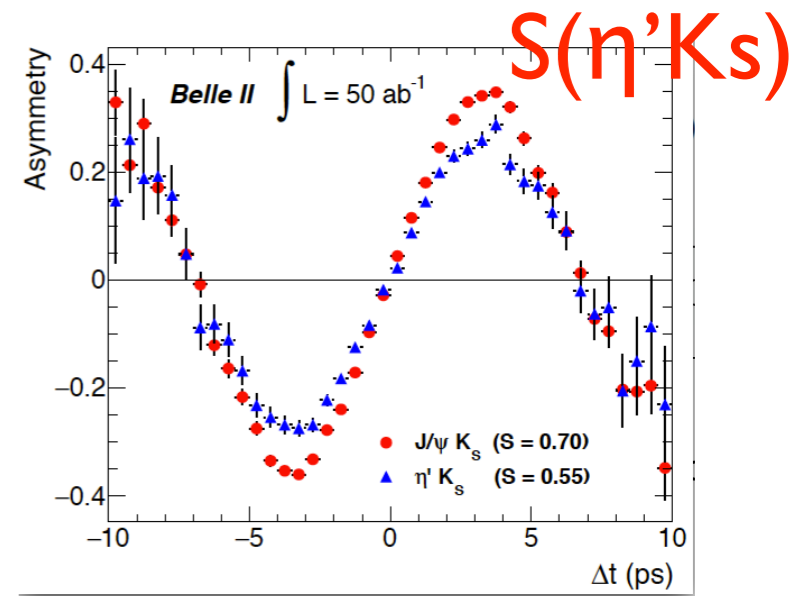 S(η’Ks)
Asymmetry
Belle II ∫ L = 50 ab⁻¹
0.4
0.2
0
−0.2
−0.4
J/ψ Kₛ (S = 0.70)
η' Kₛ (S = 0.55)
−10 −5 0 5 10
Δt (ps)